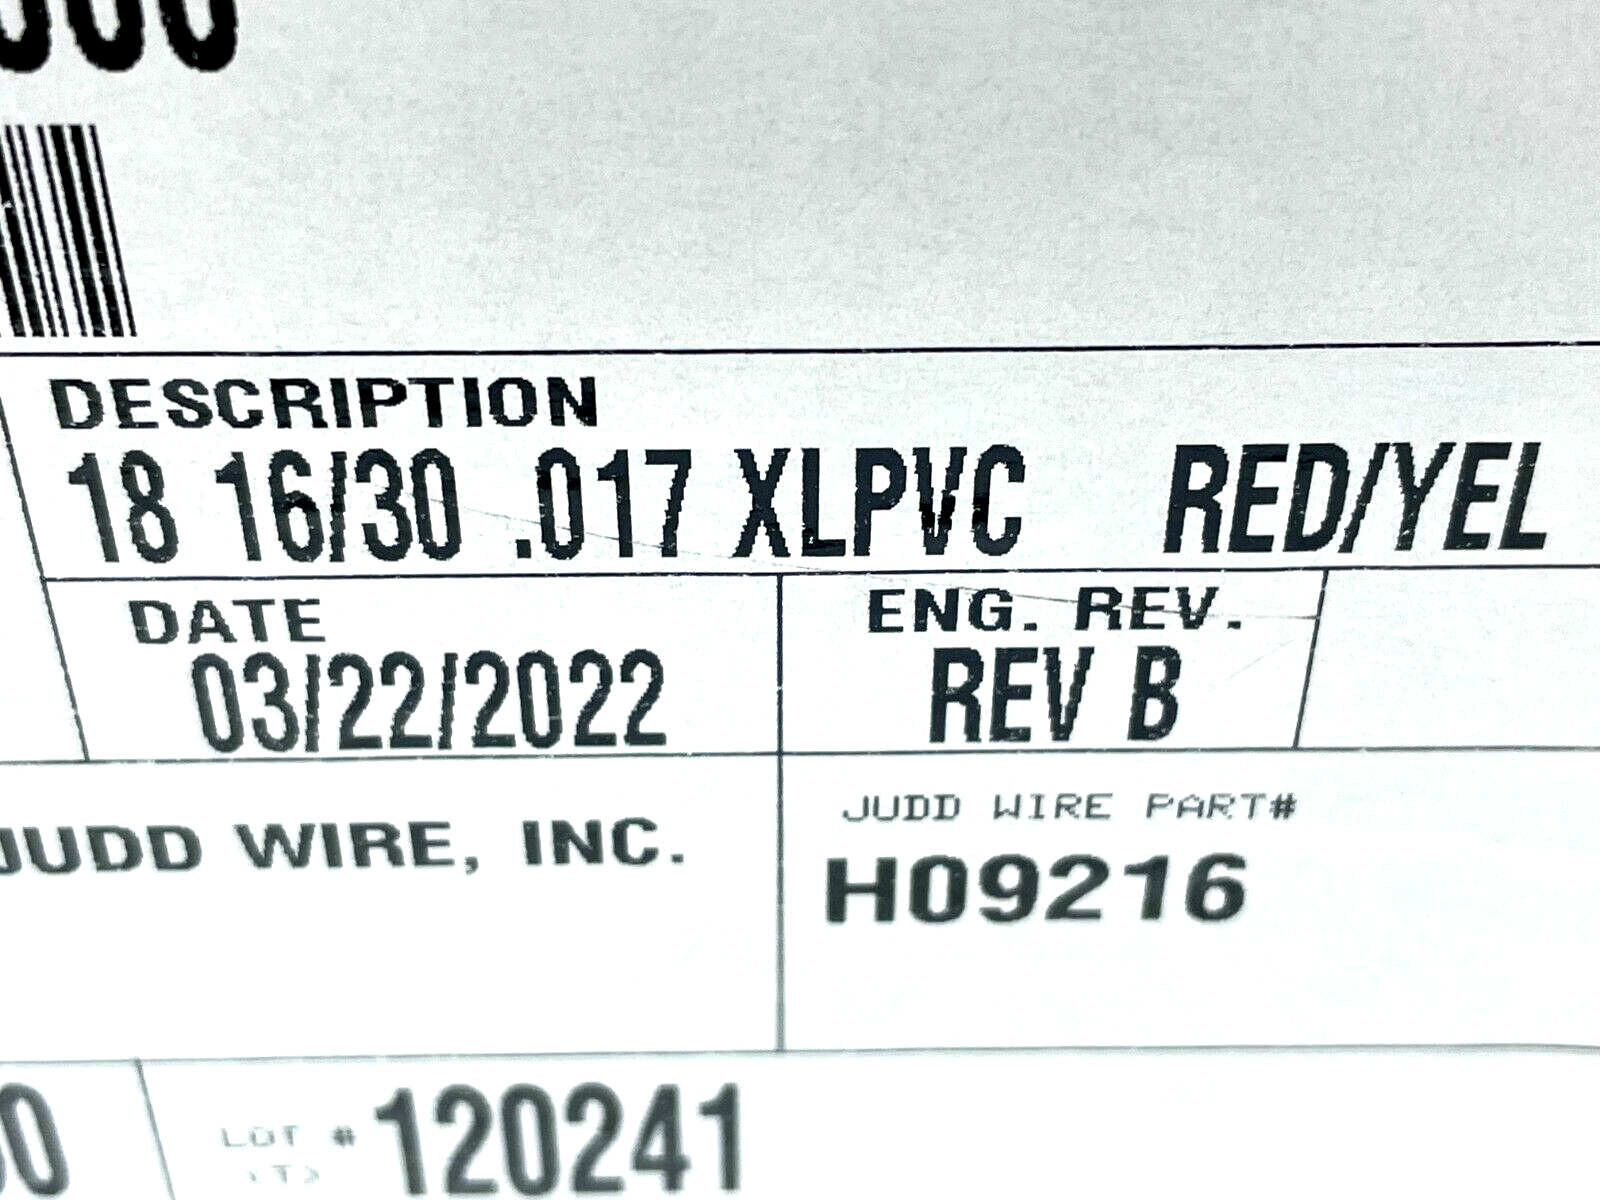 DESCRIPTION
18 16/30 .017 XLPVC RED/YEL
DATE
03/22/2022
ENG. REV.
REV B
JUDD WIRE, INC.
JUDD WIRE PART#
H09216
LOT # 120241
<T>